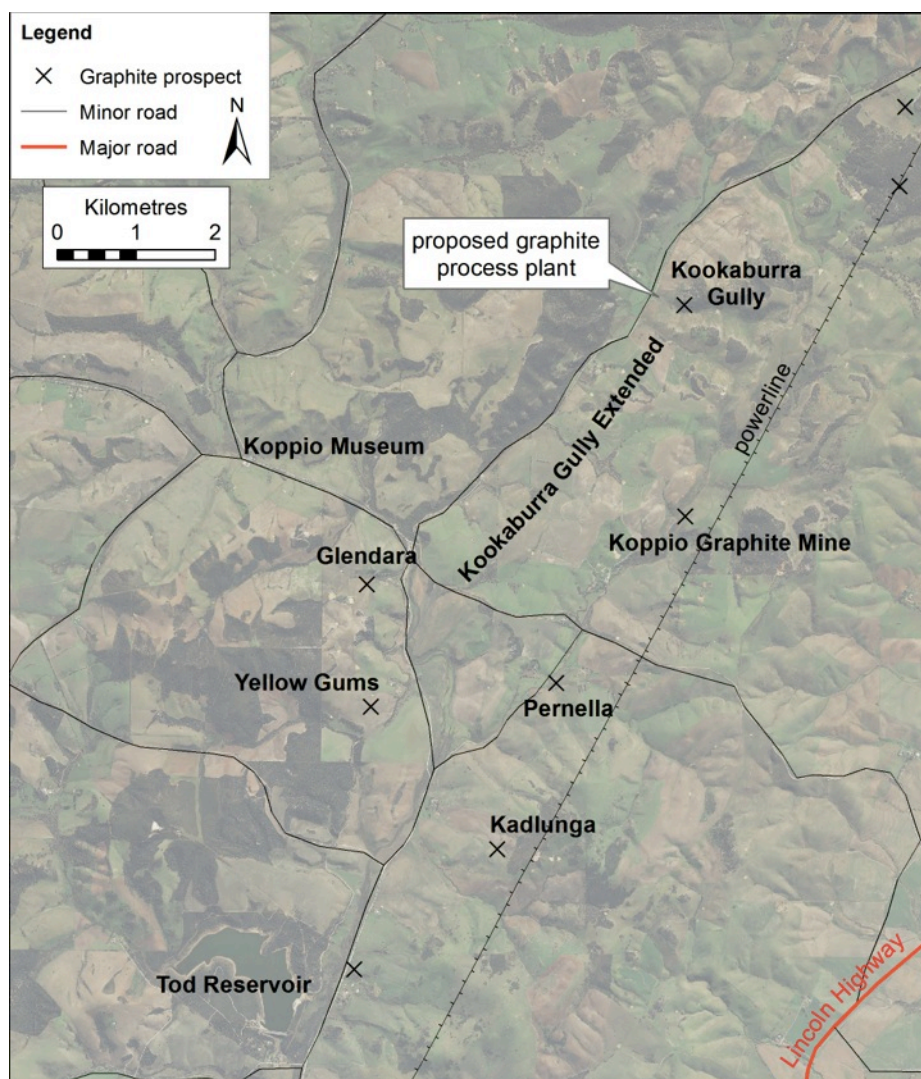 Legend
Graphite prospect
Minor road
Major road
N
Kilometres
0 1 2
proposed graphite
process plant
Kookaburra
Gully
Kookaburra Gully Extended
powerline
Koppio Museum
Koppio Graphite Mine
Glendara
Yellow Gums
Pernella
Kadlunga
Tod Reservoir
Lincoln Highway